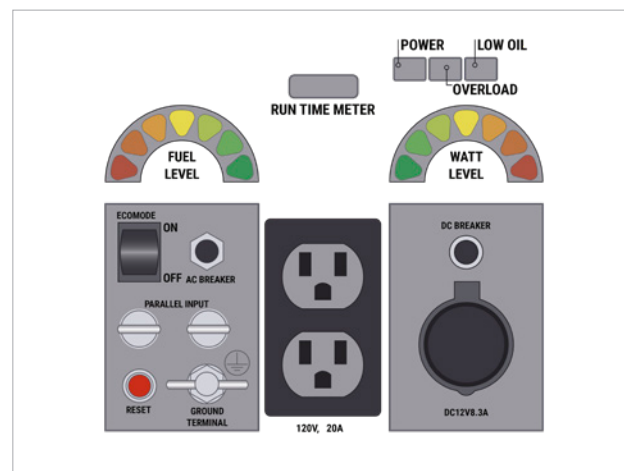 POWER
LOW OIL
OVERLOAD
RUN TIME METER
FUEL
LEVEL
WATT
LEVEL
ECOMODE
ON
OFF
AC BREAKER
PARALLEL INPUT
RESET
GROUND
TERMINAL
120V, 20A
DC BREAKER
DC12V8.3A